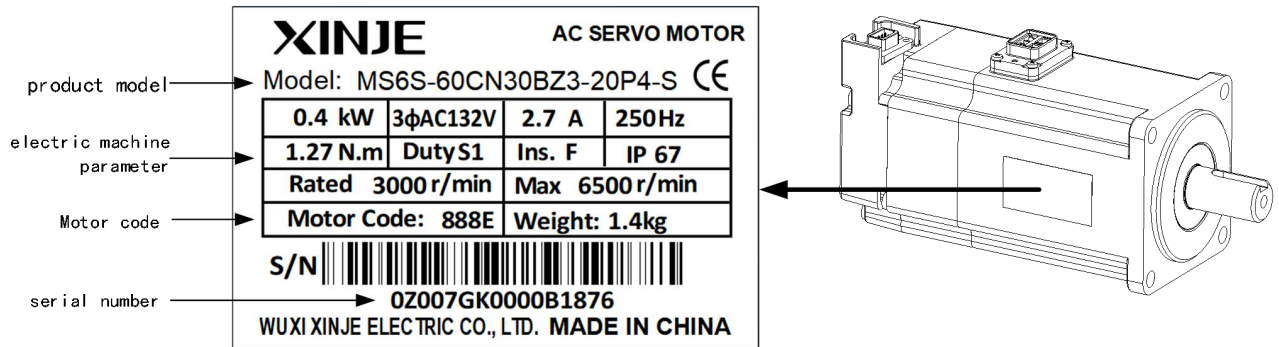 XINJE AC SERVO MOTOR
product model Model: MS6S-60CN30BZ3-20P4-S CE
0.4 kW 3ϕAC132V 2.7 A 250Hz
electric machine
parameter
1.27 N.m Duty S1 Ins. F IP 67
Rated 3000 r/min Max 6500 r/min
Motor code Motor Code: 888E Weight: 1.4kg
S/N
serial number 0Z007GK0000B1876
WUXI XINJE ELECTRIC CO., LTD. MADE IN CHINA